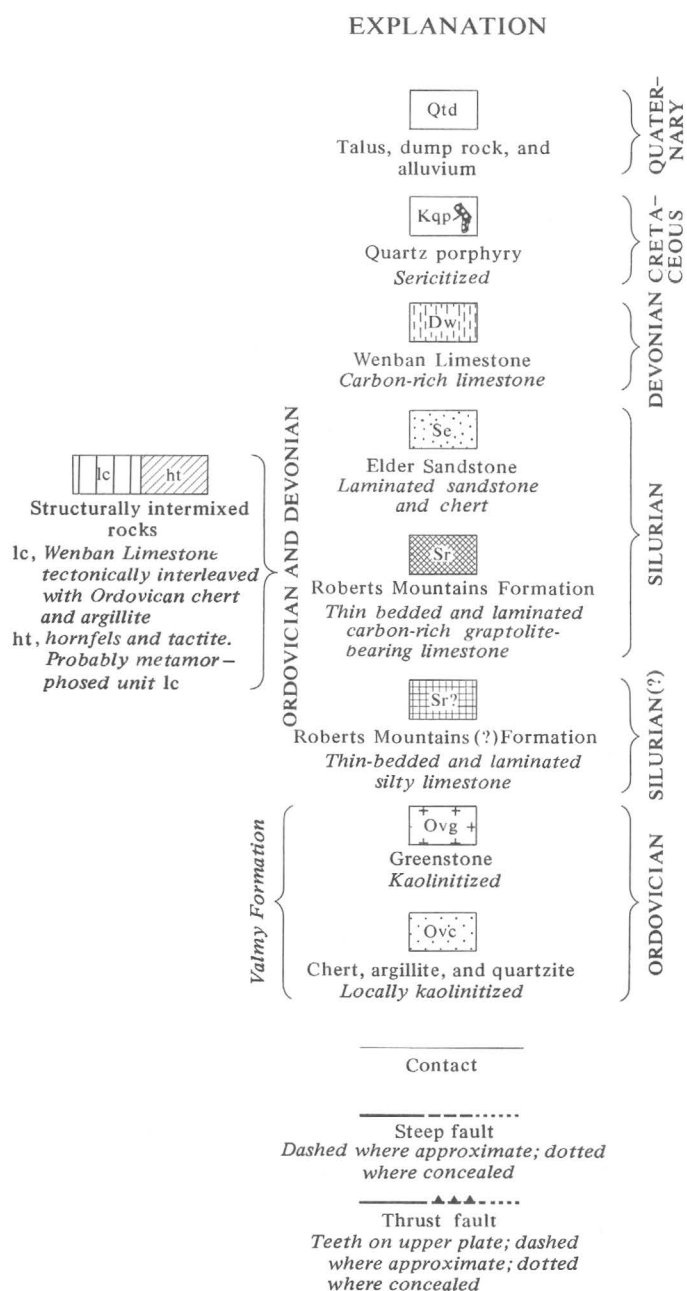 EXPLANATION
Qtd
Talus, dump rock, and
alluvium
QUATER-
NARY
Kqp
Quartz porphyry
Sericitized
CRETA-
CEOUS
Dw
Wenban Limestone
Carbon-rich limestone
DEVONIAN
Se
Elder Sandstone
Laminated sandstone
and chert
Sr
Roberts Mountains Formation
Thin bedded and laminated
carbon-rich graptolite-
bearing limestone
SILURIAN
lc
ht
Structurally intermixed
rocks
lc, Wenban Limestone
tectonically interleaved
with Ordovican chert
and argillite
ht, hornfels and tactite.
Probably metamor-
phosed unit lc
ORDOVICIAN AND DEVONIAN
Sr?
Roberts Mountains (?) Formation
Thin-bedded and laminated
silty limestone
SILURIAN(?)
Ovg
Greenstone
Kaolinitized
Ovc
Chert, argillite, and quartzite
Locally kaolinitized
Valmy Formation
ORDOVICIAN
Contact
Steep fault
Dashed where approximate; dotted
where concealed
Thrust fault
Teeth on upper plate; dashed
where approximate; dotted
where concealed